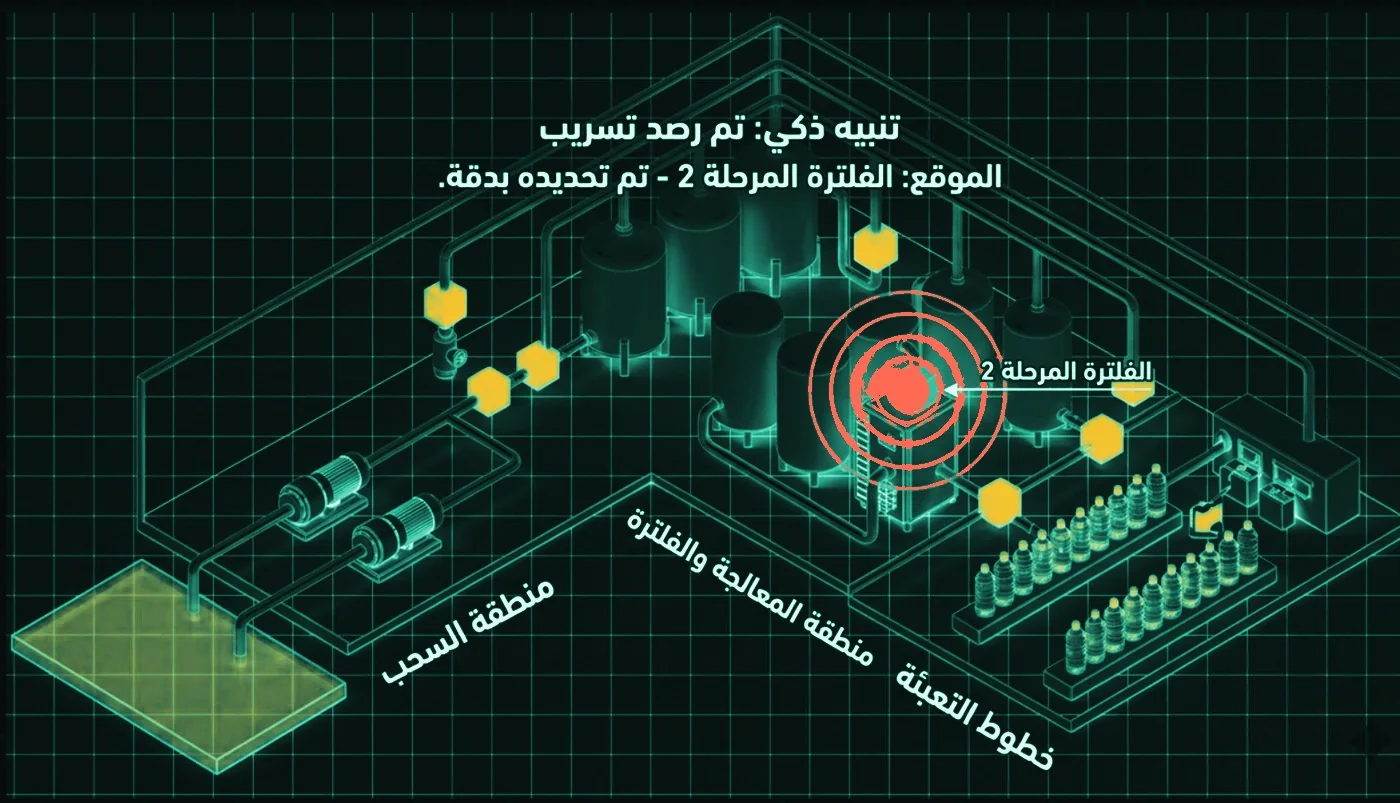 تنبيه ذكي: تم رصد تسريب
الموقع: الفلترة المرحلة 2 - تم تحديده بدقة.
الفلترة المرحلة 2
منطقة المعالجة والفلترة
منطقة السحب
خطوط التعبئة